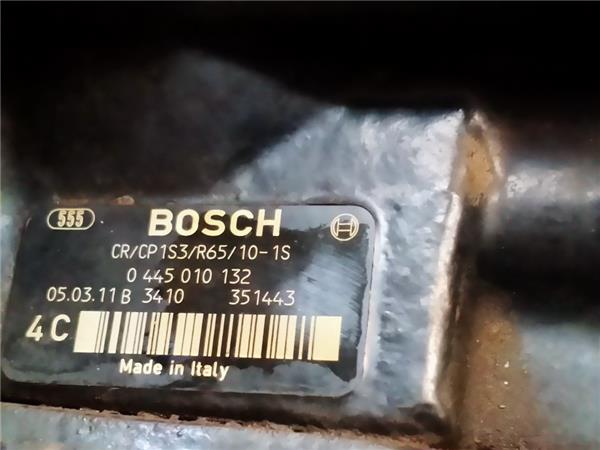 555 BOSCH
CR/CP1S3/R65/10-1S
0 445 010 132
05.03.11B 3410 351443
4C
Made in Italy